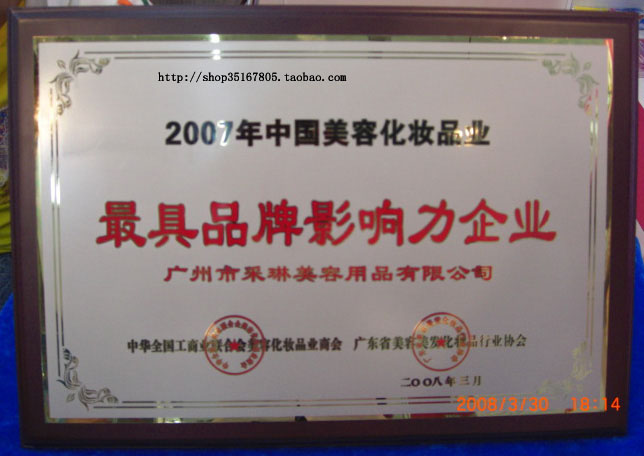 http://shop35167805.taobao.com
2007年中国美容化妆品业
最具品牌影响力企业
广州市采琳美容用品有限公司
中华全国工商业联合会美容化妆品业商会 广东省美容美发化妆品行业协会
二〇〇八年三月
2008/3/30 18:14